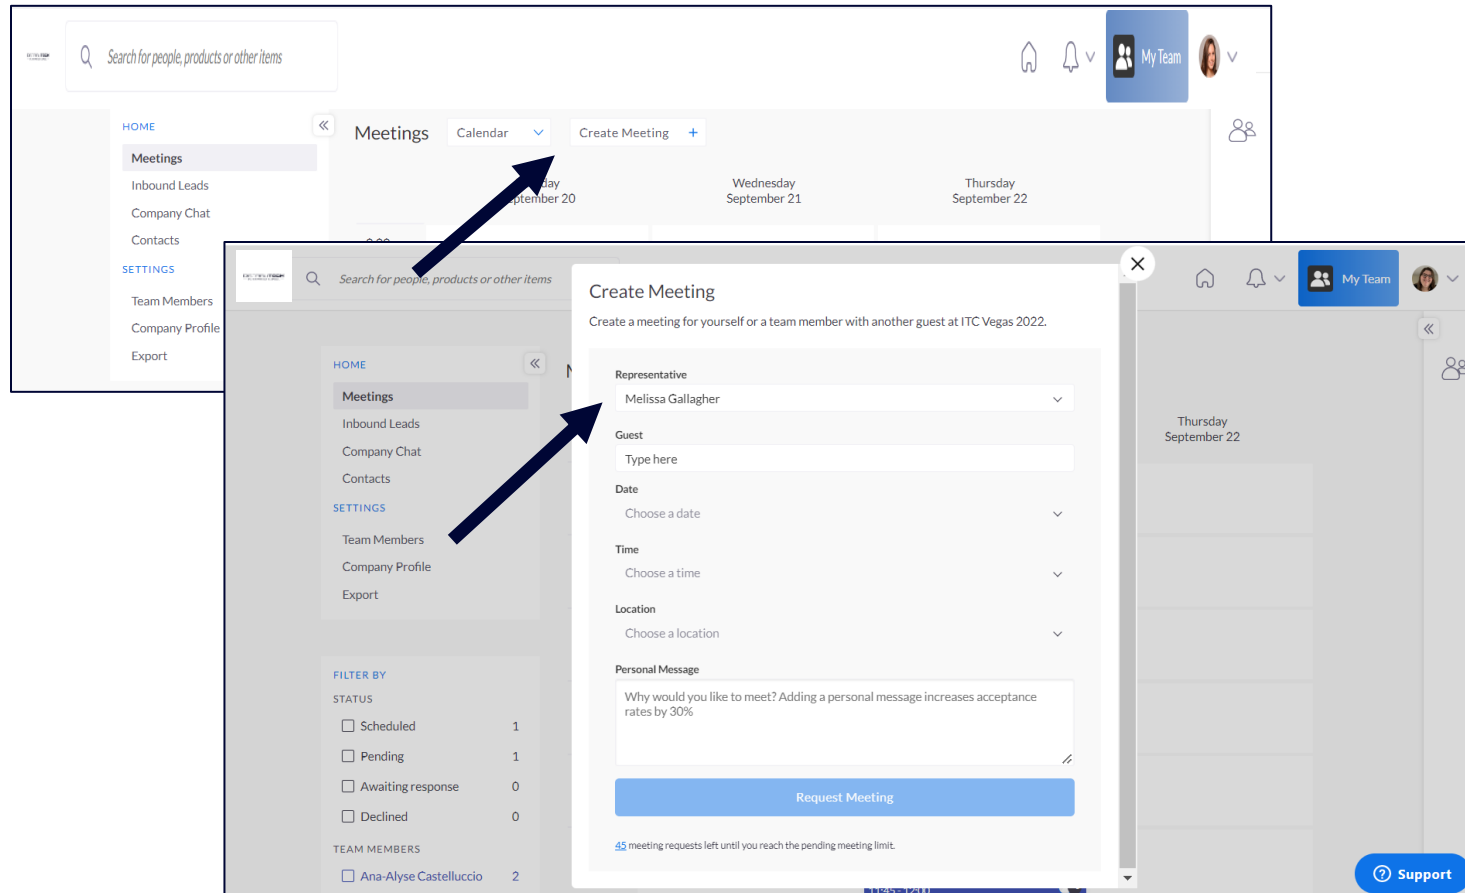 Search for people, products or other items
My Team
HOME
Meetings
Inbound Leads
Company Chat
Contacts
SETTINGS
Team Members
Company Profile
Export
Meetings
Calendar
Create Meeting +
day
ptember 20
Wednesday
September 21
Thursday
September 22
Search for people, products or other items
My Team
HOME
Meetings
Inbound Leads
Company Chat
Contacts
SETTINGS
Team Members
Company Profile
Export
FILTER BY
STATUS
Scheduled 1
Pending 1
Awaiting response 0
Declined 0
TEAM MEMBERS
Ana-Alyse Castelluccio 2
Create Meeting
Create a meeting for yourself or a team member with another guest at ITC Vegas 2022.
Representative
Melissa Gallagher
Guest
Type here
Date
Choose a date
Time
Choose a time
Location
Choose a location
Personal Message
Why would you like to meet? Adding a personal message increases acceptance
rates by 30%
Request Meeting
45 meeting requests left until you reach the pending meeting limit.
Thursday
September 22
11:45 - 12:00
Support